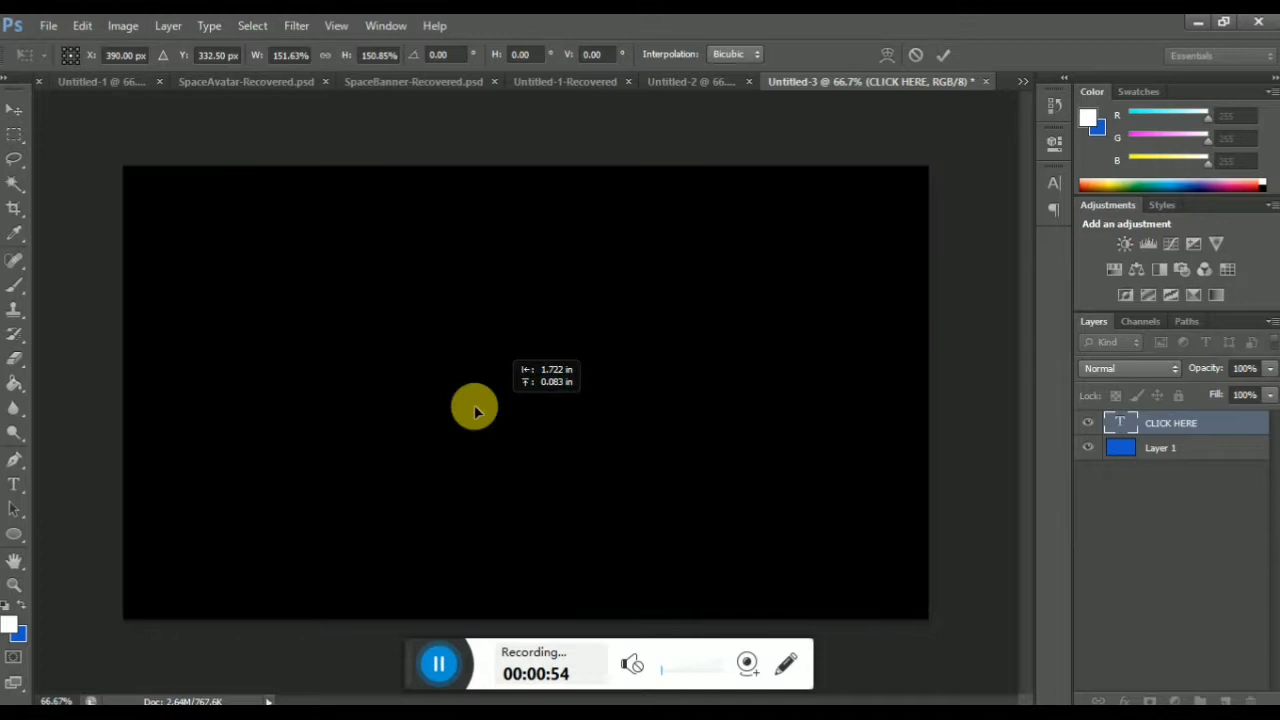 Ps File Edit Image Layer Type Select Filter View Window Help
X: 390.00 px Y: 332.50 px W: 151.63% H: 150.85% 0.00 ° H: 0.00 ° V: 0.00 ° Interpolation: Bicubic Essentials
Untitled-1 @ 66.... × SpaceAvatar-Recovered.psd × SpaceBanner-Recovered.psd × Untitled-1-Recovered × Untitled-2 @ 66.... × Untitled-3 @ 66.7% (CLICK HERE, RGB/8) * ×
Color Swatches
R 255
G 255
B 255
Adjustments Styles
Add an adjustment
Layers Channels Paths
Kind
Normal Opacity: 100%
Lock: Fill: 100%
T CLICK HERE
Layer 1
1.722 in
0.083 in
Recording...
00:00:54
66.67% Doc: 2.64M/767.6K